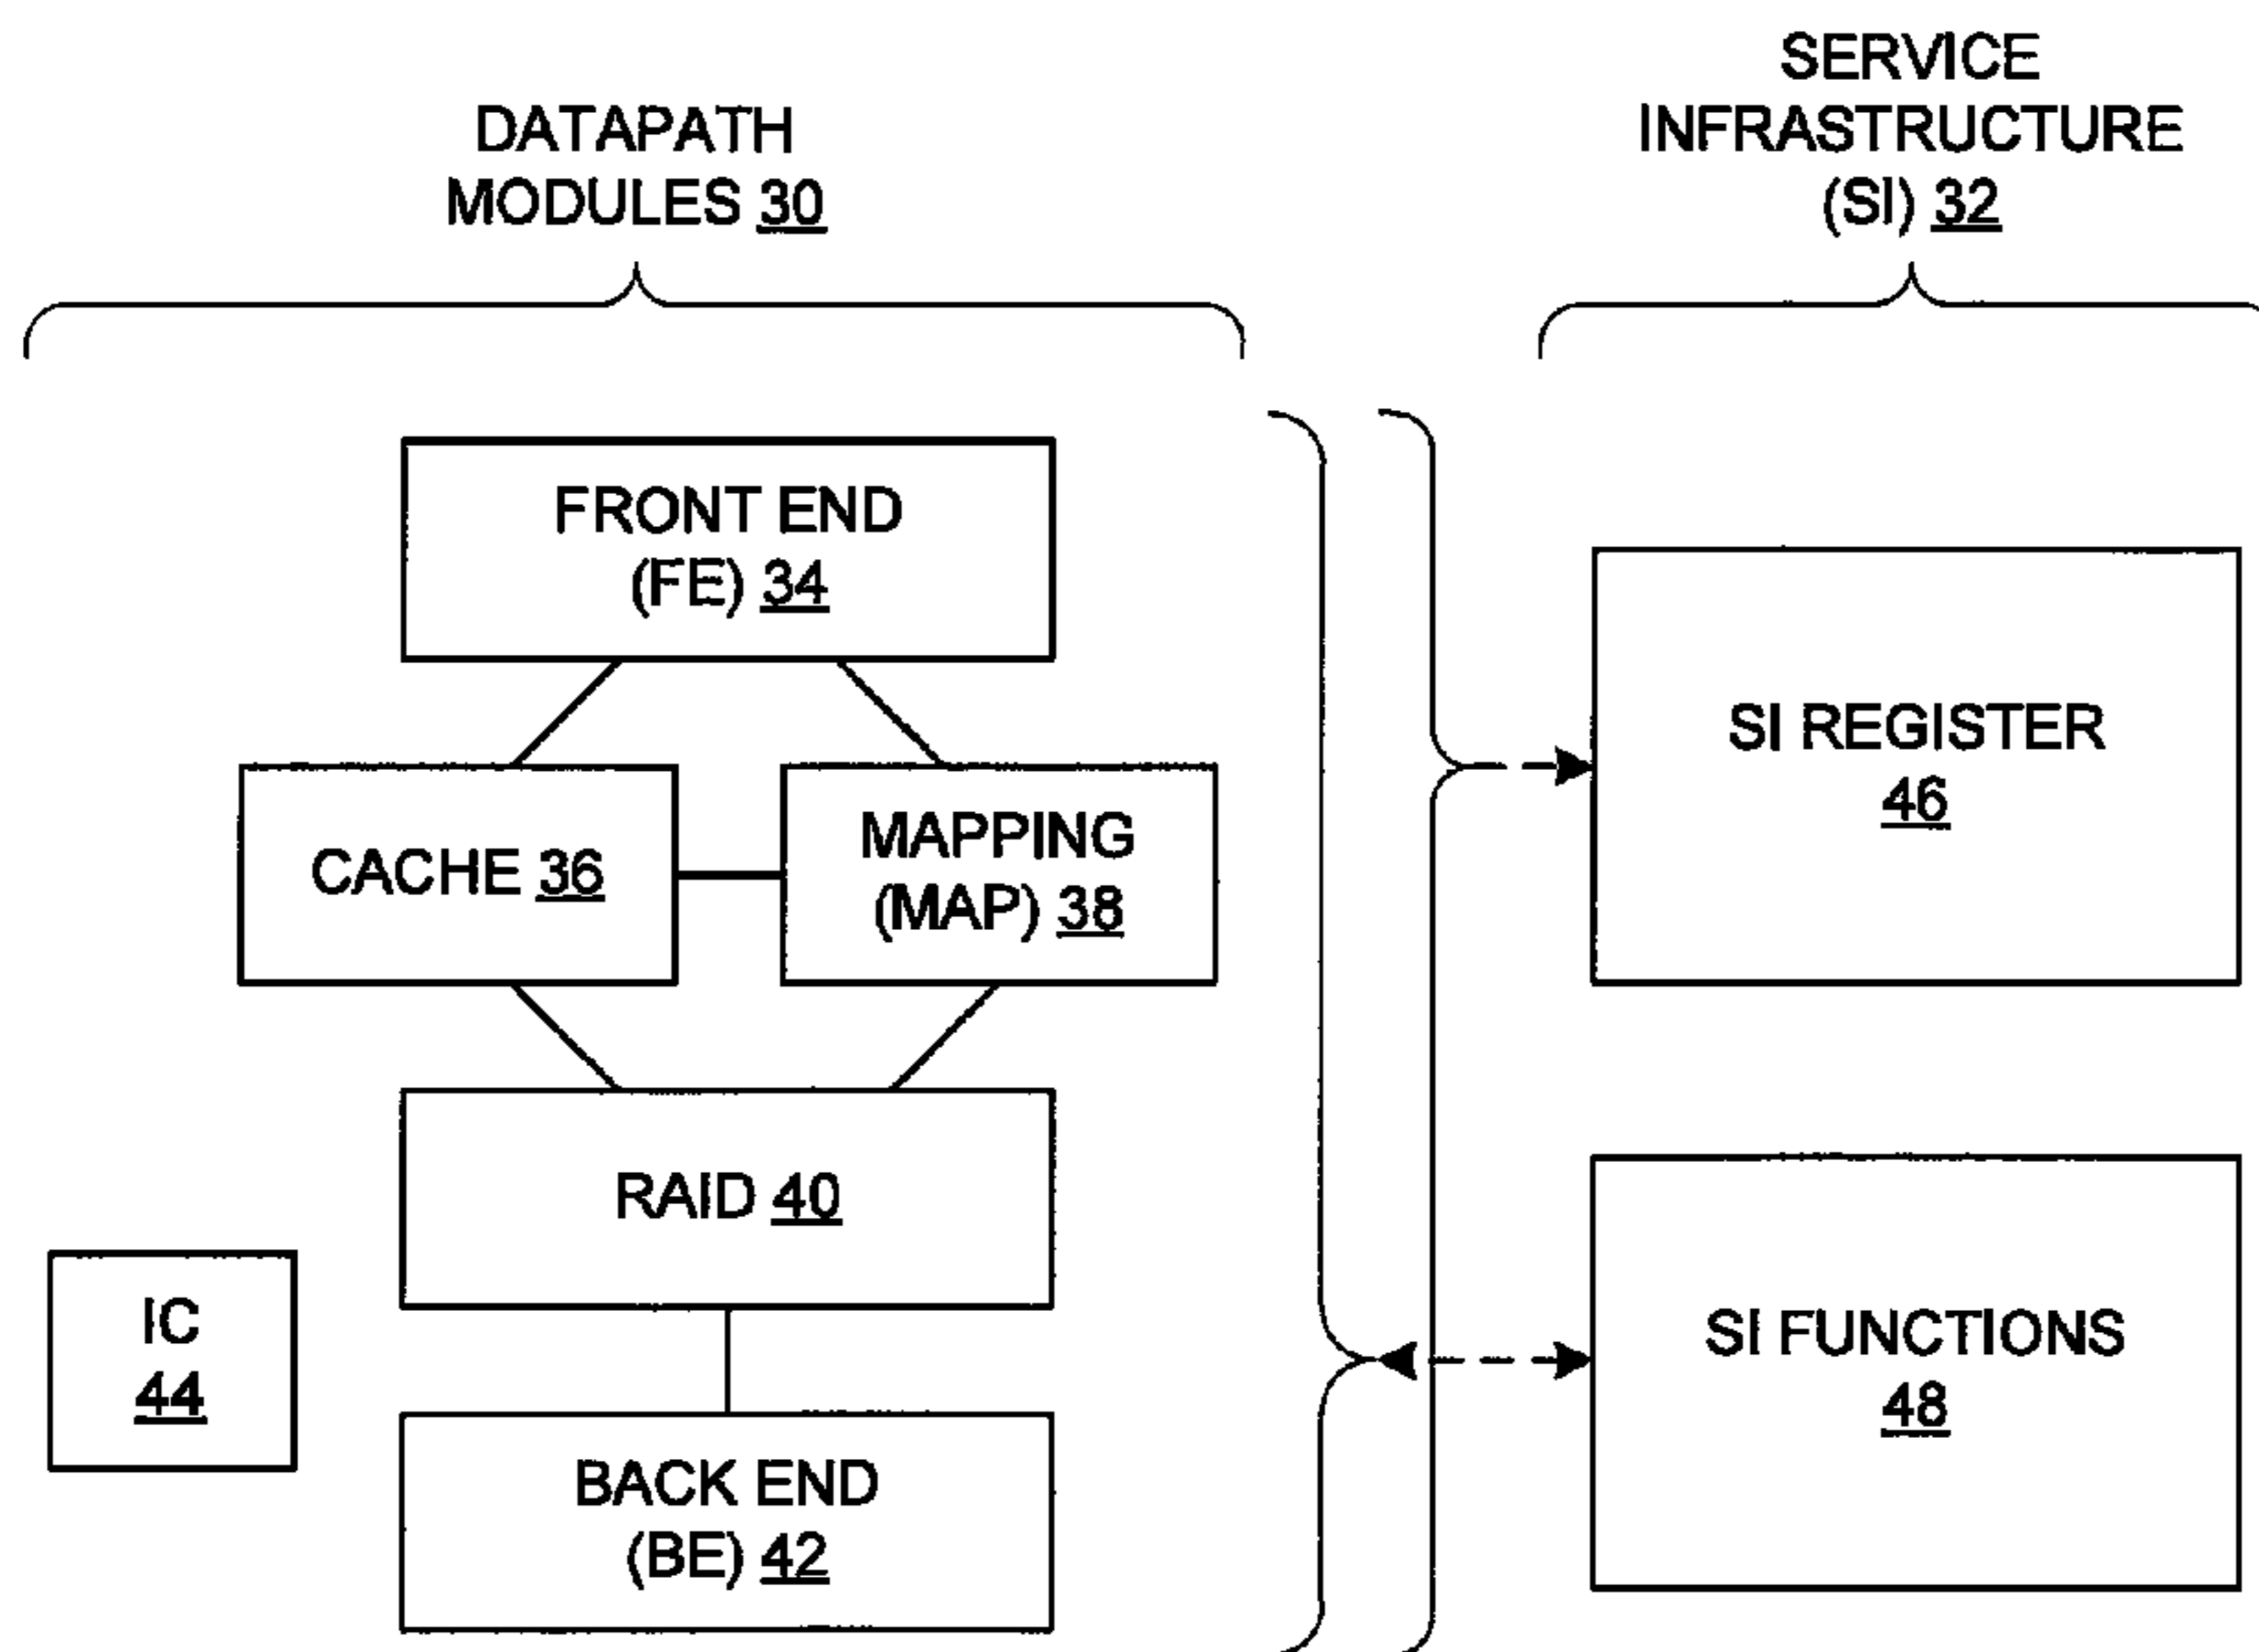 DATAPATH
MODULES 30
SERVICE
INFRASTRUCTURE
(SI) 32
FRONT END
(FE) 34
CACHE 36
MAPPING
(MAP) 38
RAID 40
IC
44
BACK END
(BE) 42
SI REGISTER
46
SI FUNCTIONS
48